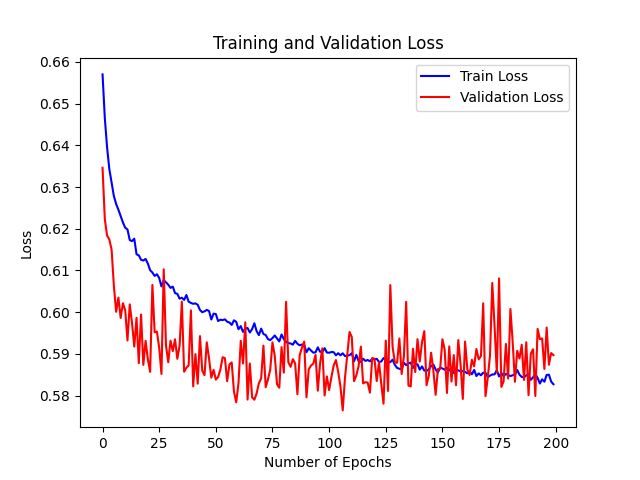 Training and Validation Loss
Train Loss
Validation Loss
Loss
0.66
0.65
0.64
0.63
0.62
0.61
0.60
0.59
0.58
0 25 50 75 100 125 150 175 200
Number of Epochs